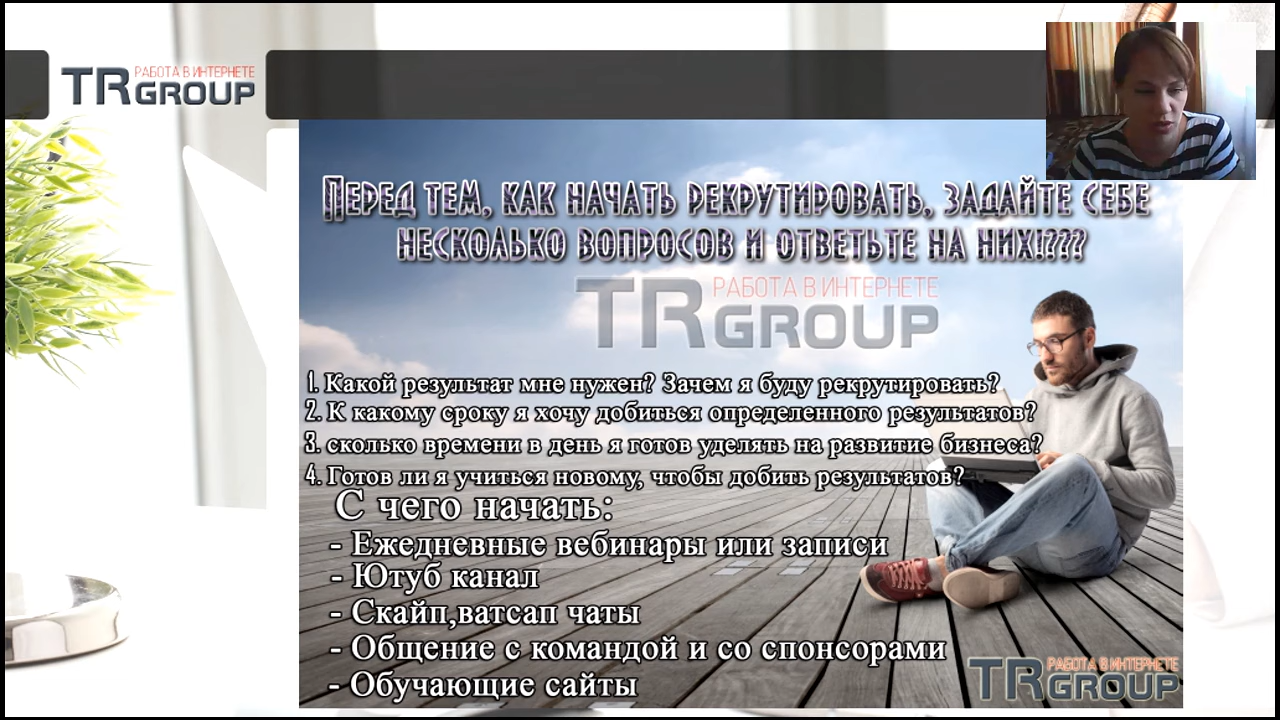 TR GROUP РАБОТА В ИНТЕРНЕТЕ
Перед тем, как начать рекрутировать, задайте себе
несколько вопросов и ответьте на них!???
TR GROUP РАБОТА В ИНТЕРНЕТЕ
1. Какой результат мне нужен? Зачем я буду рекрутировать?
2. К какому сроку я хочу добиться определенного результатов?
3. сколько времени в день я готов уделять на развитие бизнеса?
4. Готов ли я учиться новому, чтобы добить результатов?
С чего начать:
- Ежедневные вебинары или записи
- Ютуб канал
- Скайп,ватсап чаты
- Общение с командой и со спонсорами
- Обучающие сайты
TR GROUP РАБОТА В ИНТЕРНЕТЕ